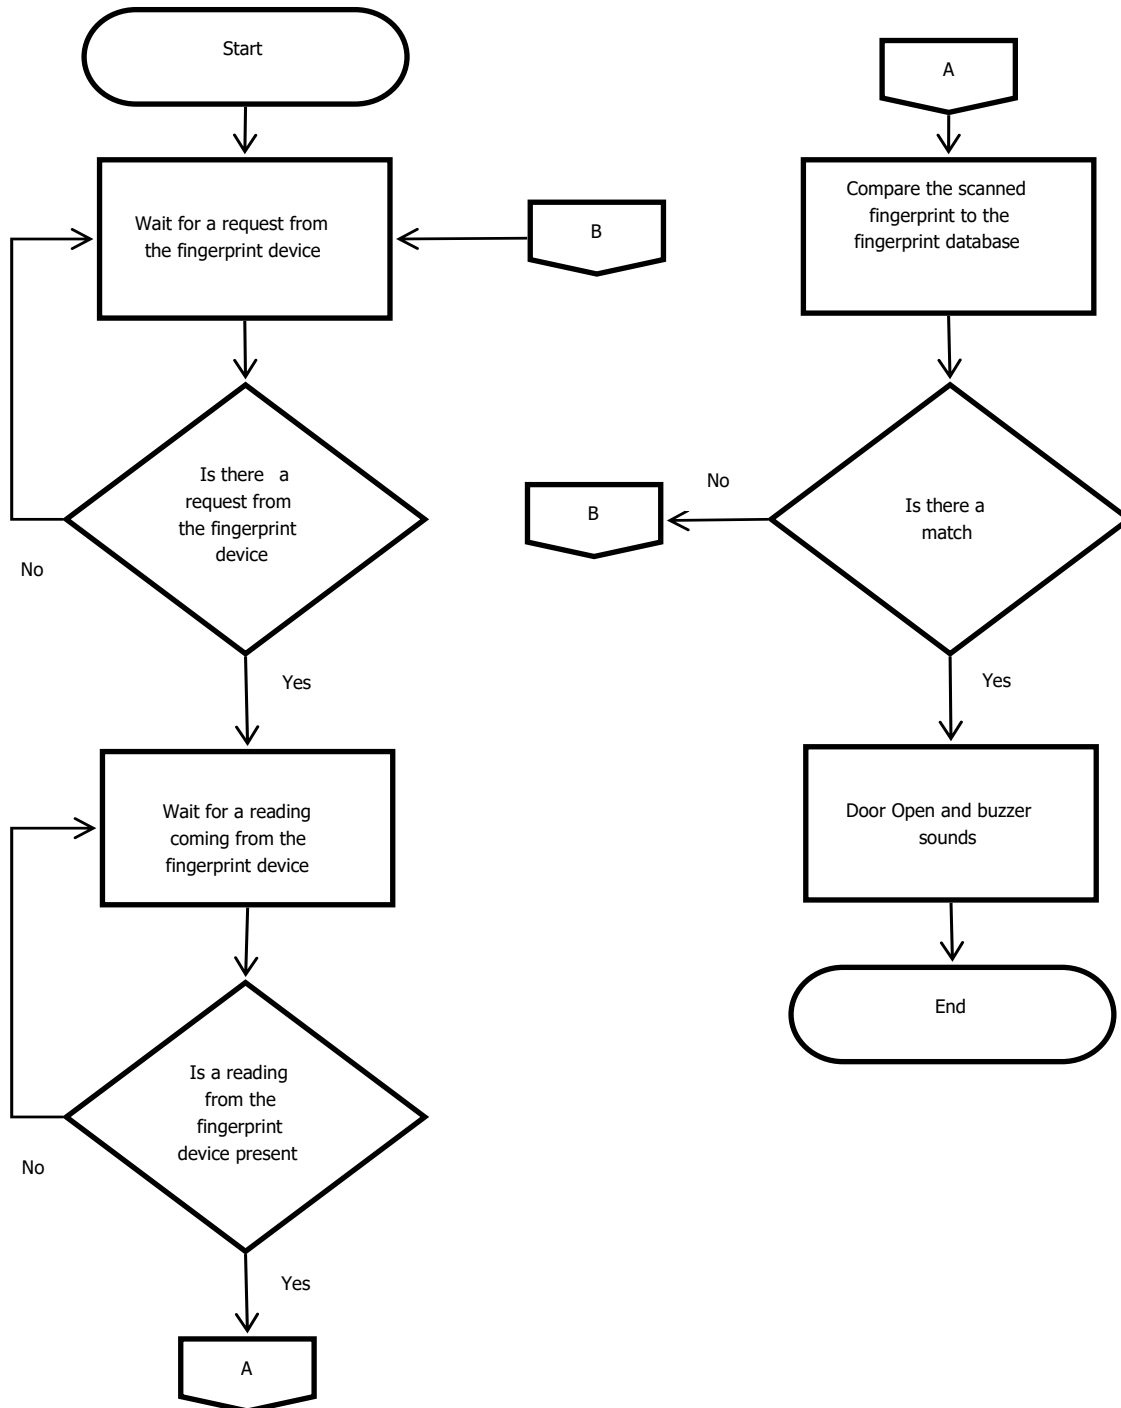 Start
Wait for a request from
the fingerprint device
B
Is there a
request from
the fingerprint
device
No
Yes
Wait for a reading
coming from the
fingerprint device
Is a reading
from the
fingerprint
device present
No
Yes
A
A
Compare the scanned
fingerprint to the
fingerprint database
Is there a
match
No
B
Yes
Door Open and buzzer
sounds
End